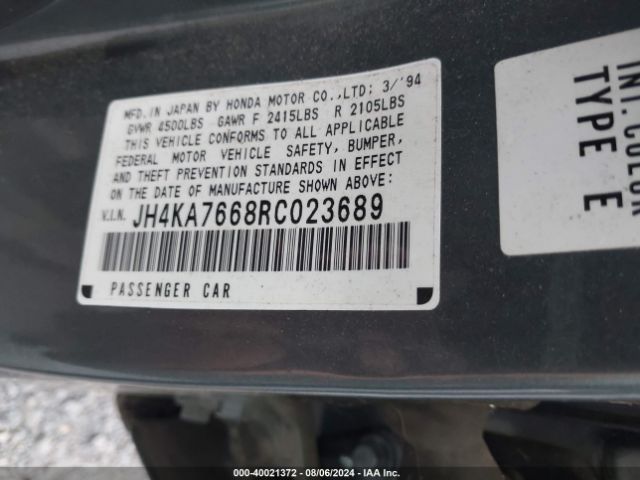 MFD.IN JAPAN BY HONDA MOTOR CO.,LTD; 3/'94
GVWR 4500LBS GAWR F 2415LBS R 2105LBS
THIS VEHICLE CONFORMS TO ALL APPLICABLE
FEDERAL MOTOR VEHICLE SAFETY, BUMPER,
AND THEFT PREVENTION STANDARDS IN EFFECT
ON THE DATE OF MANUFACTURE SHOWN ABOVE:
V.I.N. JH4KA7668RC023689
PASSENGER CAR
INT.COLOR
TYPE E
000-40021372 - 08/06/2024 - IAA Inc.